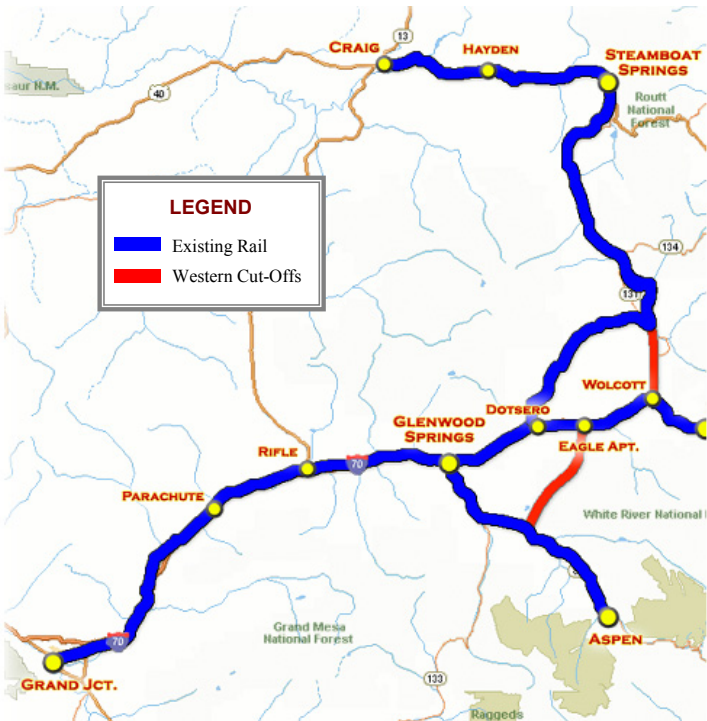 13
CRAIG
HAYDEN
STEAMBOAT
SPRINGS
saur N.M.
40
Routt
National
Forest
LEGEND
Existing Rail
Western Cut-Offs
134
131
WOLCOTT
DOTSERO
GLENWOOD
SPRINGS
EAGLE APT.
RIFLE
70
PARACHUTE
White River National
Grand Mesa
National Forest
70
ASPEN
GRAND JCT.
133
Raggeds